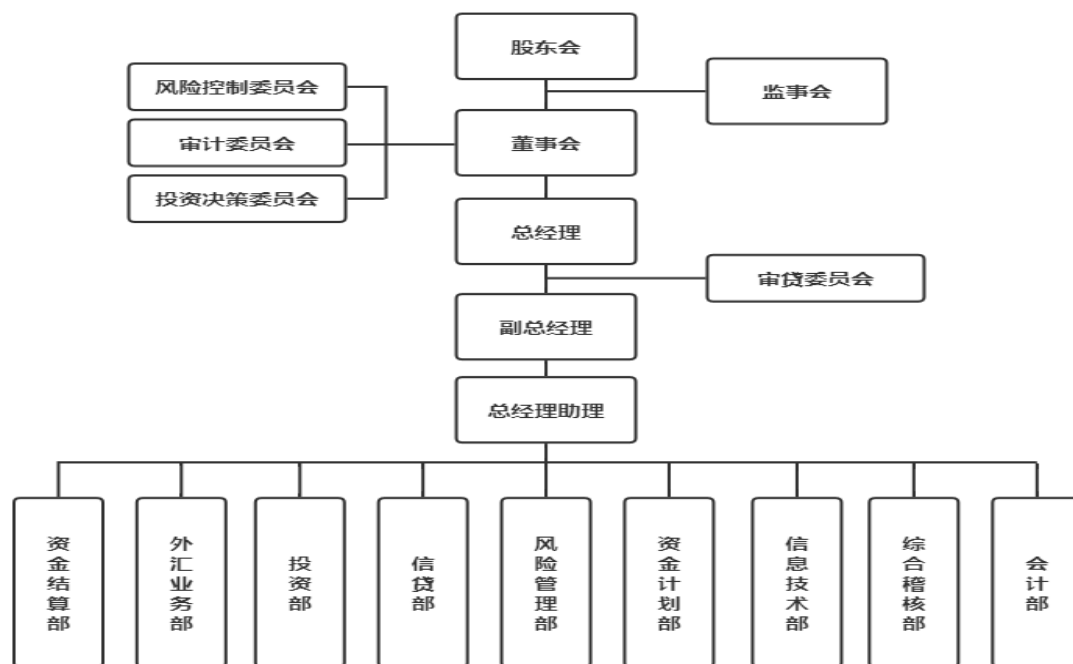 股东会
风险控制委员会
监事会
审计委员会
董事会
投资决策委员会
总经理
审贷委员会
副总经理
总经理助理
资金结算部
外汇业务部
投资部
信贷部
风险管理部
资金计划部
信息技术部
综合稽核部
会计部